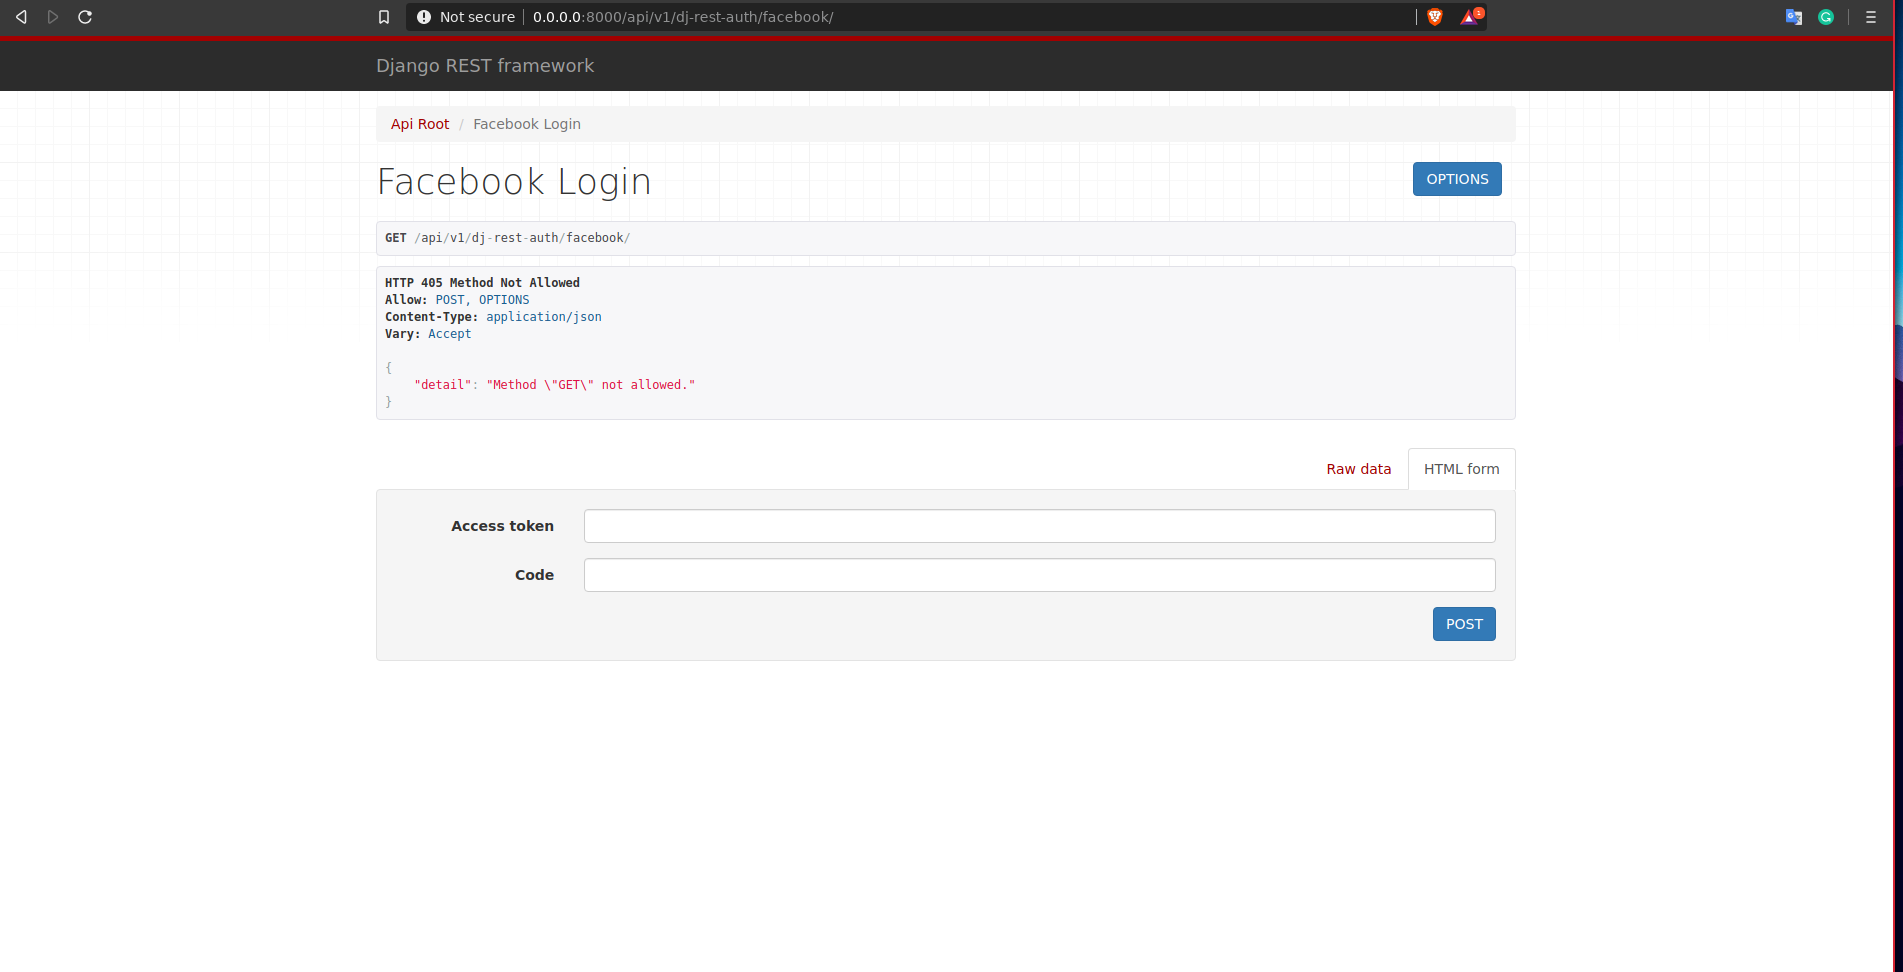 Not secure 0.0.0.0:8000/api/v1/dj-rest-auth/facebook/ 1
Django REST framework
Api Root / Facebook Login
Facebook Login OPTIONS
GET /api/v1/dj-rest-auth/facebook/
HTTP 405 Method Not Allowed
Allow: POST, OPTIONS
Content-Type: application/json
Vary: Accept
{
"detail": "Method \"GET\" not allowed."
}
Raw data HTML form
Access token
Code
POST